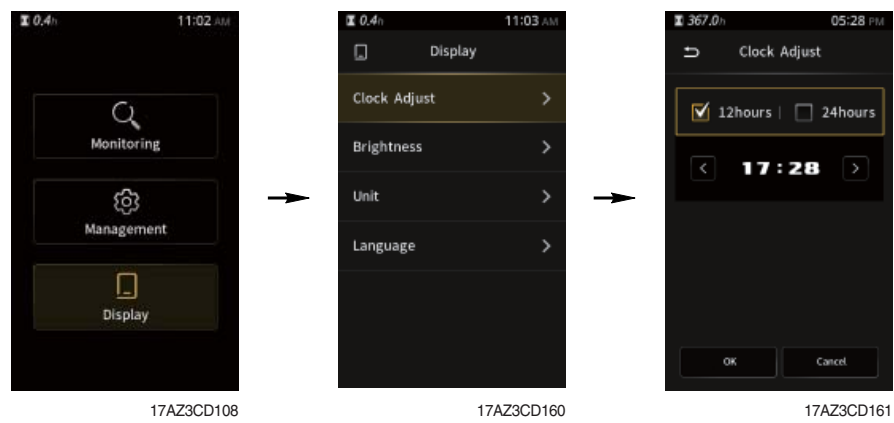 0.4h 11:02 AM
Monitoring
Management
Display
17AZ3CD108
0.4h 11:03 AM
Display
Clock Adjust
Brightness
Unit
Language
17AZ3CD160
367.0h 05:28 PM
Clock Adjust
12hours | 24hours
17:28
OK Cancel
17AZ3CD161